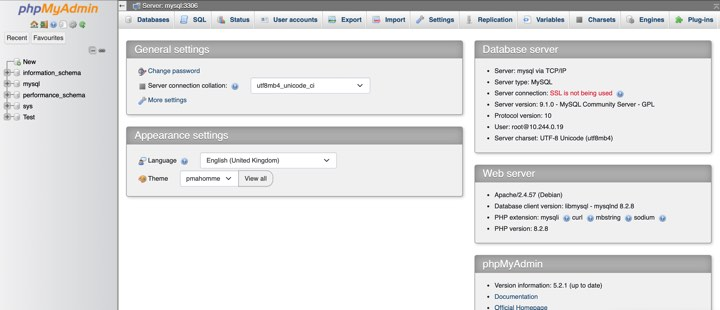 phpMyAdmin
Recent Favourites
New
information_schema
mysql
performance_schema
sys
Test
Server: mysql:3306
Databases SQL Status User accounts Export Import Settings Replication Variables Charsets Engines Plug-ins
General settings
Change password
Server connection collation: utf8mb4_unicode_ci
More settings
Appearance settings
Language English (United Kingdom)
Theme pmahomme View all
Database server
Server: mysql via TCP/IP
Server type: MySQL
Server connection: SSL is not being used
Server version: 9.1.0 - MySQL Community Server - GPL
Protocol version: 10
User: root@10.244.0.19
Server charset: UTF-8 Unicode (utf8mb4)
Web server
Apache/2.4.57 (Debian)
Database client version: libmysql - mysqlnd 8.2.8
PHP extension: mysqli curl mbstring sodium
PHP version: 8.2.8
phpMyAdmin
Version information: 5.2.1 (up to date)
Documentation
Official Homepage